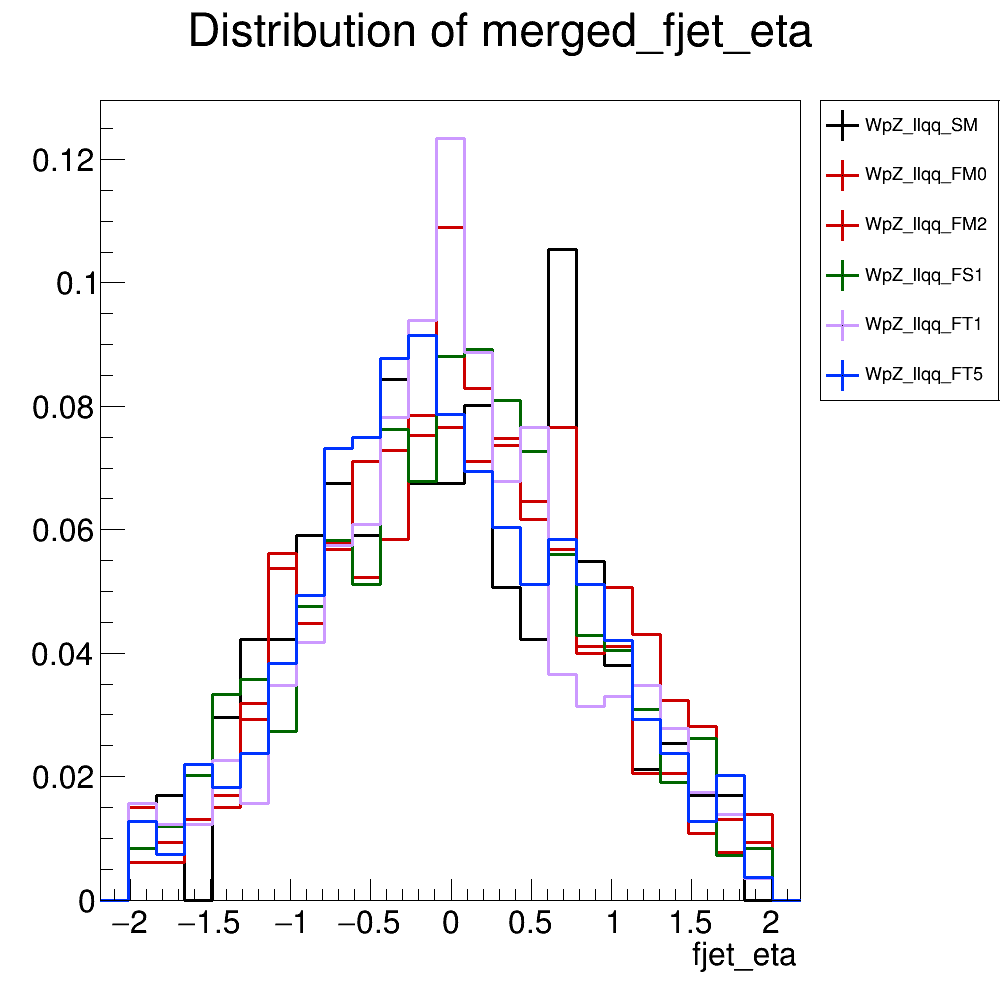 Distribution of merged_fjet_eta
WpZ_llqq_SM
WpZ_llqq_FM0
WpZ_llqq_FM2
WpZ_llqq_FS1
WpZ_llqq_FT1
WpZ_llqq_FT5
0.12
0.1
0.08
0.06
0.04
0.02
0
−2 −1.5 −1 −0.5 0 0.5 1 1.5 2
fjet_eta